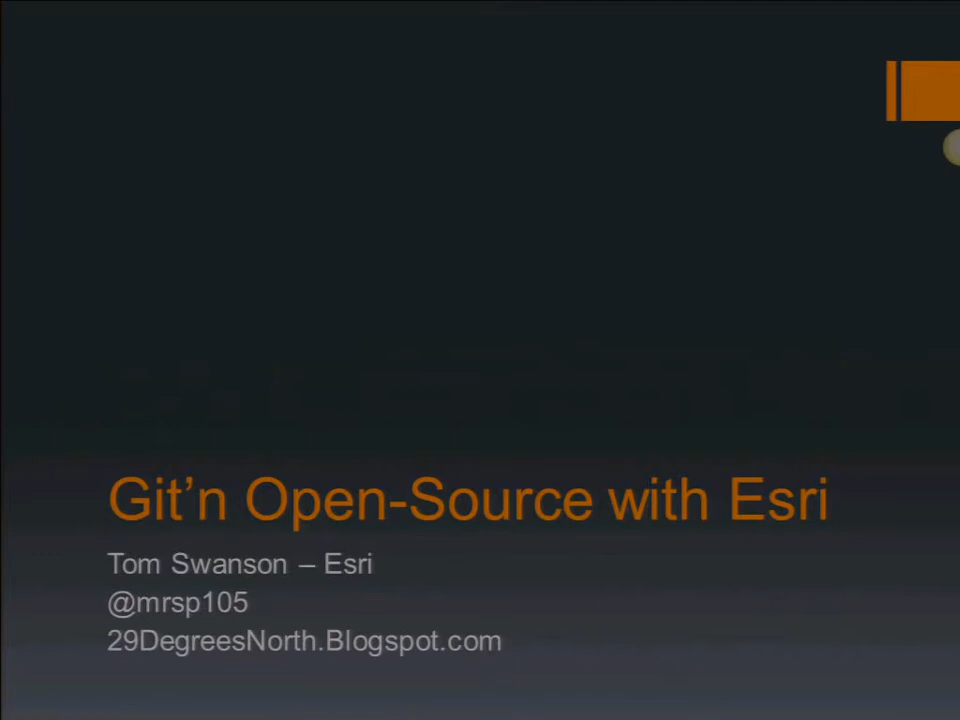 Git’n Open-Source with Esri
Tom Swanson – Esri
@mrsp105
29DegreesNorth.Blogspot.com